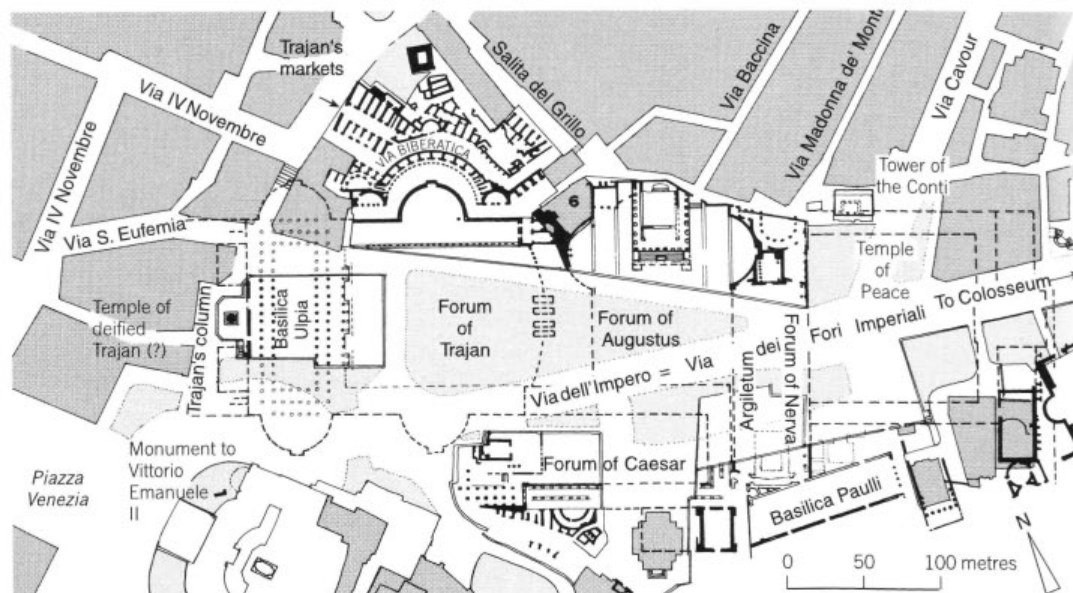 Trajan's
markets
Salita del Grillo
Via Baccina
Via Madonna de' Monti
Via Cavour
Via IV Novembre
Via IV Novembre
VIA BIBERATICA
6
Tower of
the Conti
Via S. Eufemia
Temple
of
Peace
Temple of
deified
Trajan (?)
Trajan's column
Basilica
Ulpia
Forum
of
Trajan
Forum of
Augustus
Via dell'Impero = Via dei Fori Imperiali To Colosseum
Argiletum
Forum of Nerva
Monument to
Vittorio
Emanuele
II
Piazza
Venezia
Forum of Caesar
Basilica Paulli
N
0 50 100 metres